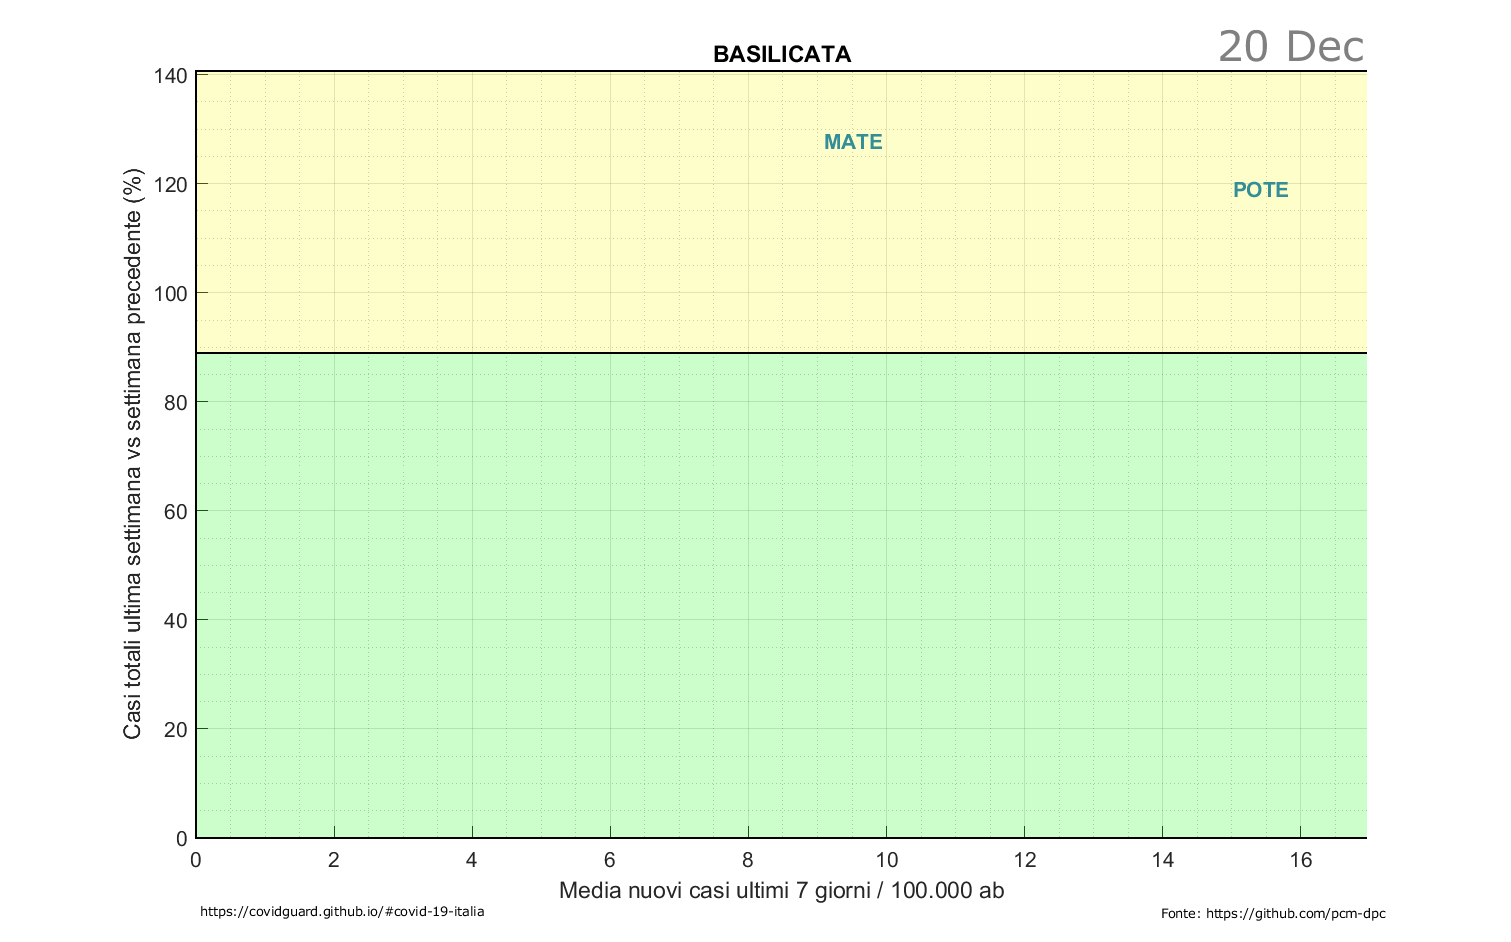 20 Dec
BASILICATA
140
120
100
80
60
40
20
0
Casi totali ultima settimana vs settimana precedente (%)
MATE
POTE
0 2 4 6 8 10 12 14 16
Media nuovi casi ultimi 7 giorni / 100.000 ab
https://covidguard.github.io/#covid-19-italia
Fonte: https://github.com/pcm-dpc